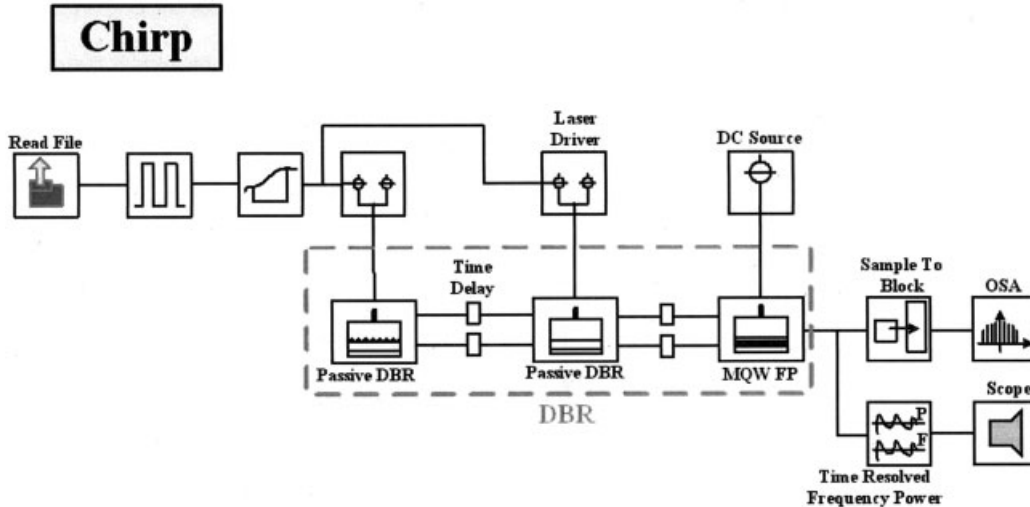 Chirp
Read File
Laser
Driver
DC Source
Time
Delay
Sample To
Block
OSA
Passive DBR
Passive DBR
MQW FP
DBR
Scope
P
F
Time Resolved
Frequency Power